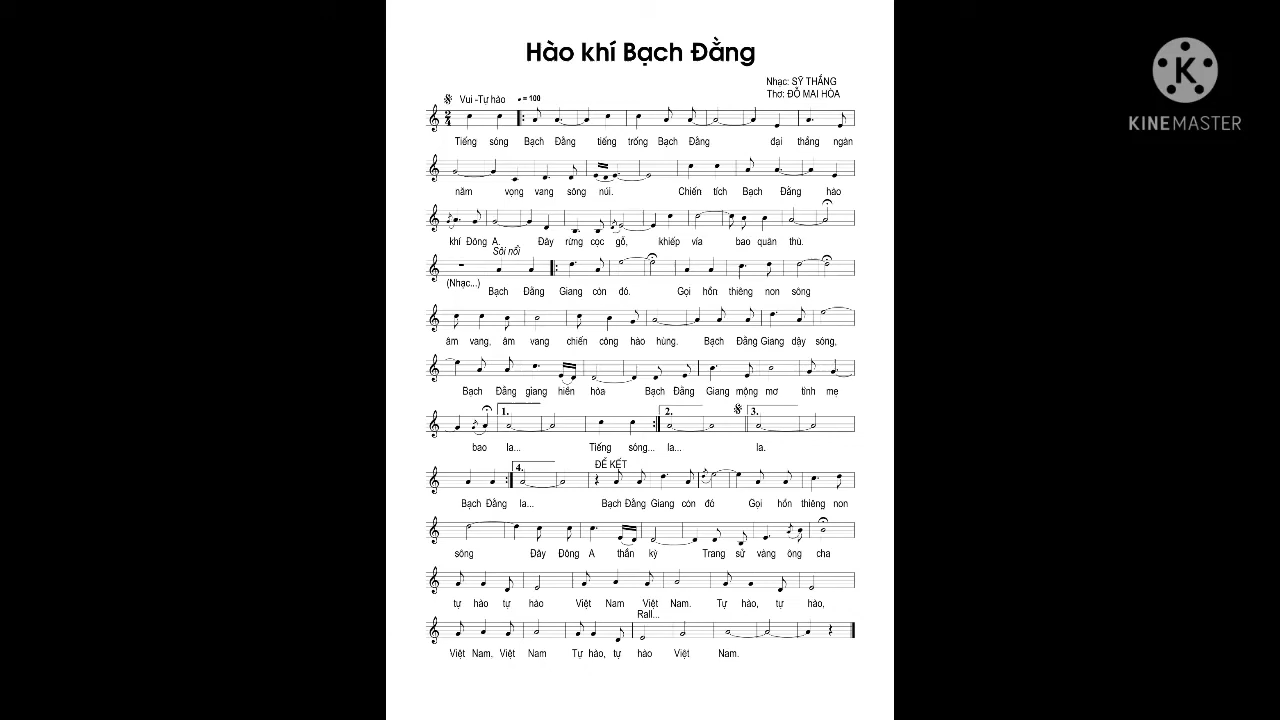 Hào khí Bạch Đằng
Nhạc: SỸ THẮNG
Thơ: ĐỖ MAI HÒA
Vui -Tự hào = 100
Tiếng sóng Bạch Đằng tiếng trống Bạch Đằng đại thắng ngàn
năm vọng vang sông núi. Chiến tích Bạch Đằng hào
khí Đông A. Đây rừng cọc gỗ, khiếp vía bao quân thù.
Sôi nổi
(Nhạc...)
Bạch Đằng Giang còn đó. Gọi hồn thiêng non sông
âm vang, âm vang chiến công hào hùng. Bạch Đằng Giang dậy sóng,
Bạch Đằng giang hiền hòa Bạch Đằng Giang mộng mơ tình mẹ
1. 2. 3.
bao la... Tiếng sóng... la... la.
4. ĐỂ KẾT
Bạch Đằng la... Bạch Đằng Giang còn đó Gọi hồn thiêng non
sông Đây Đông A thần kỳ Trang sử vàng ông cha
tự hào tự hào Việt Nam Việt Nam. Tự hào, tự hào,
Rall...
Việt Nam, Việt Nam Tự hào, tự hào Việt Nam.
K
KINEMASTER